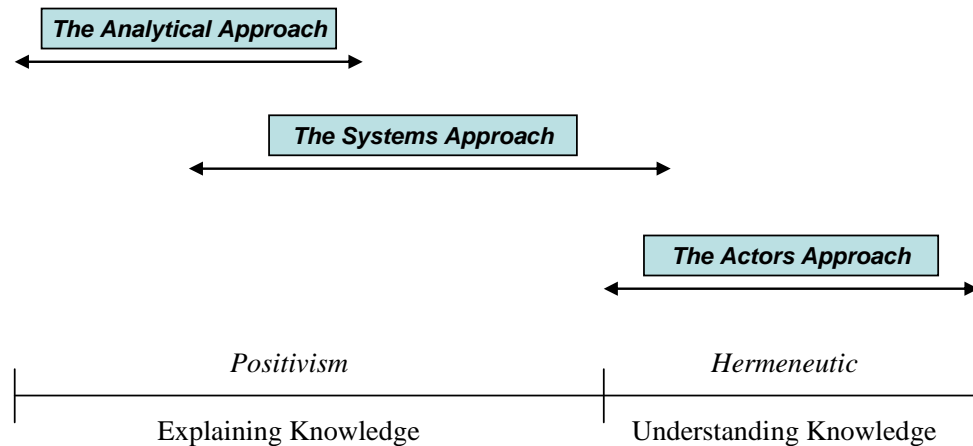 The Analytical Approach
The Systems Approach
The Actors Approach
Positivism
Hermeneutic
Explaining Knowledge
Understanding Knowledge